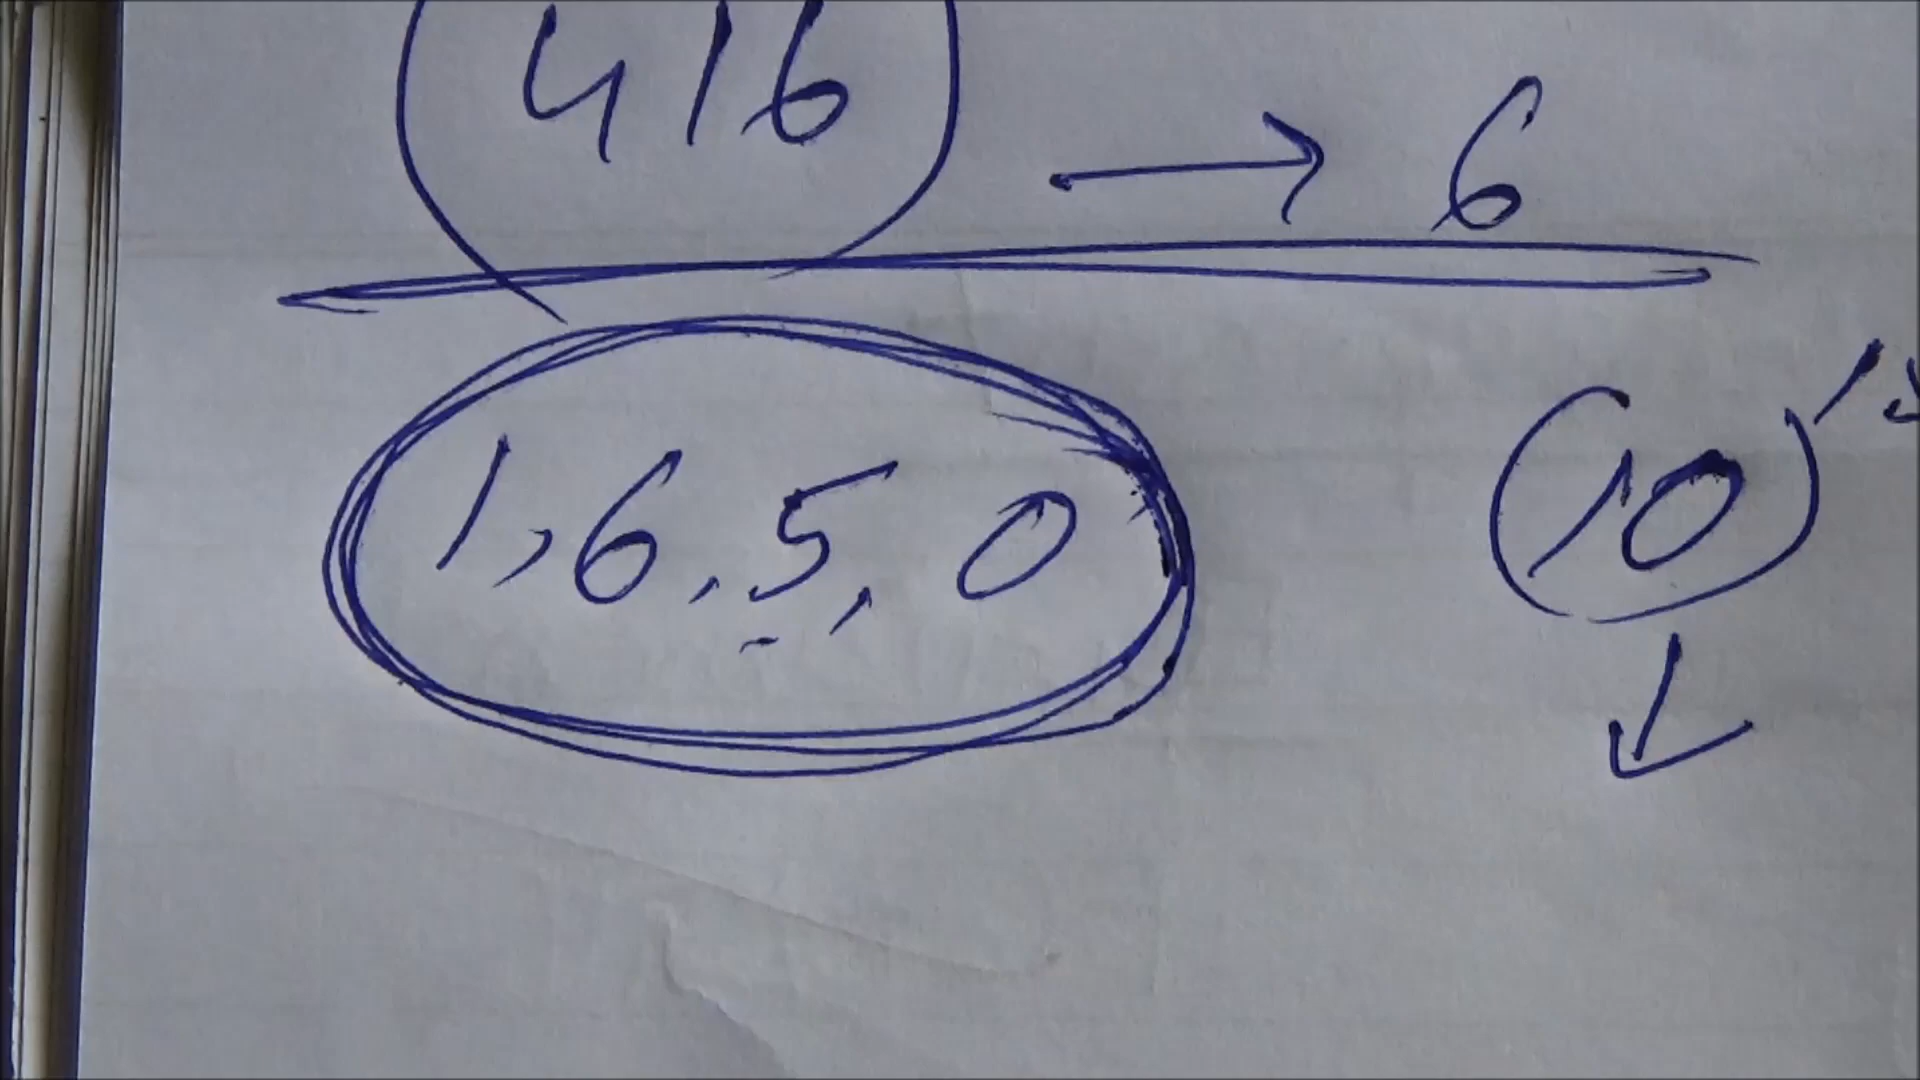 416 → 6
1, 6, 5, 0
(10)